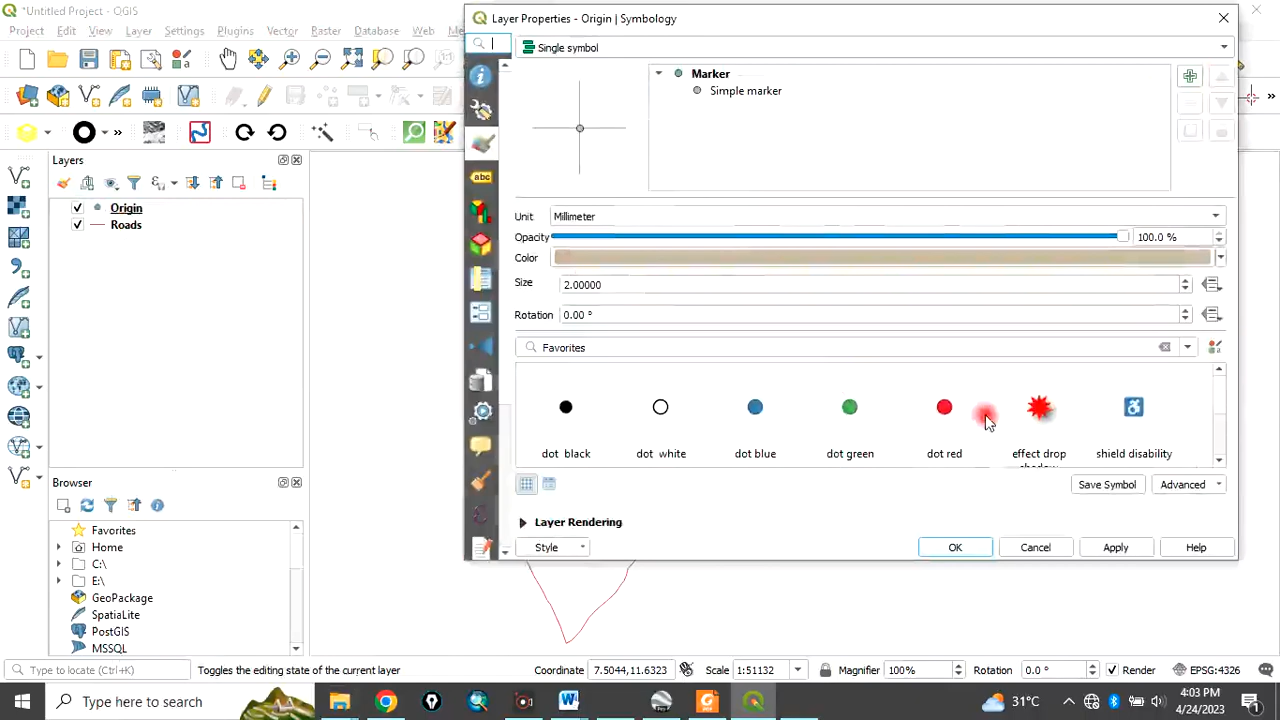 *Untitled Project - QGIS
Layer Properties - Origin | Symbology
Project Edit View Layer Settings Plugins Vector Raster Database Web
Single symbol
Marker
Simple marker
Layers
Origin
Roads
Unit Millimeter
Opacity 100.0 %
Color
Size 2.00000
Rotation 0.00 °
Favorites
dot black dot white dot blue dot green dot red effect drop shadow shield disability
Save Symbol Advanced
Layer Rendering
Style OK Cancel Apply Help
Browser
Favorites
Home
C:\
E:\
GeoPackage
SpatiaLite
PostGIS
MSSQL
Type to locate (Ctrl+K) Toggles the editing state of the current layer Coordinate 7.5044,11.6323 Scale 1:51132 Magnifier 100% Rotation 0.0 ° Render EPSG:4326
Type here to search 31°C 4:03 PM
4/24/2023
abc